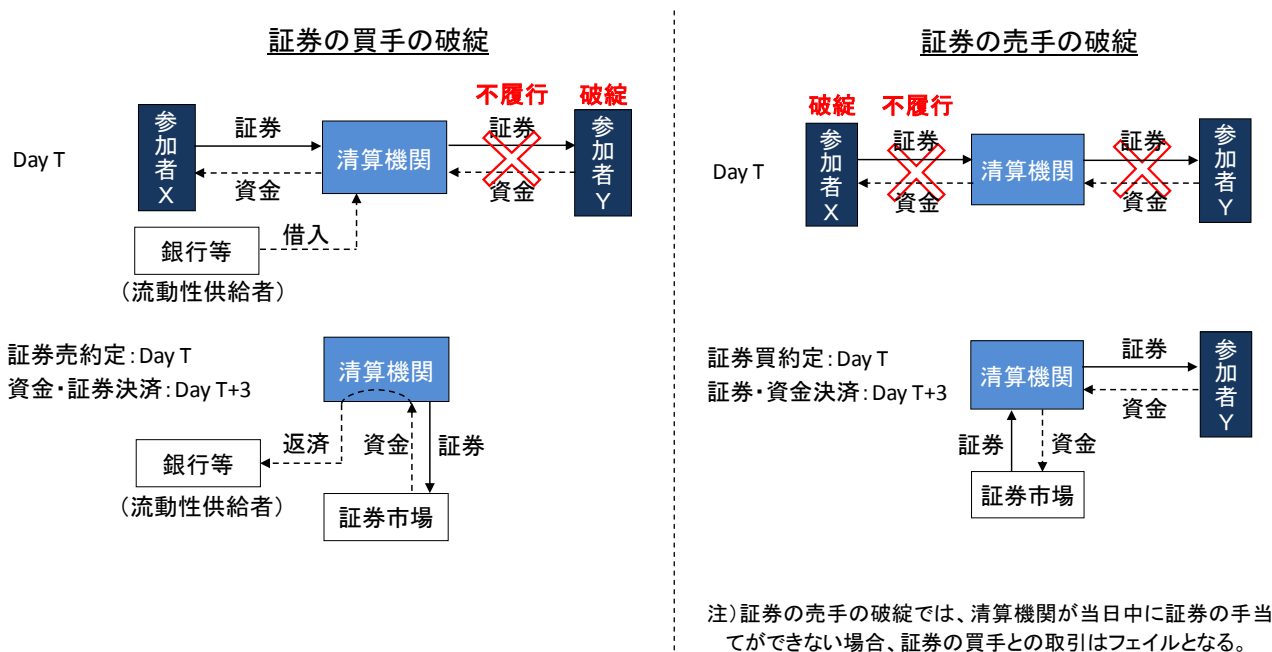 証券の買手の破綻
不履行
破綻
Day T
参加者X
証券
資金
清算機関
証券
資金
参加者Y
借入
銀行等
（流動性供給者）
証券売約定：Day T
資金・証券決済：Day T+3
清算機関
返済
資金
証券
銀行等
（流動性供給者）
証券市場
証券の売手の破綻
破綻
不履行
Day T
参加者X
証券
資金
清算機関
証券
資金
参加者Y
証券買約定：Day T
証券・資金決済：Day T+3
清算機関
証券
資金
参加者Y
証券
資金
証券市場
注）証券の売手の破綻では、清算機関が当日中に証券の手当
てができない場合、証券の買手との取引はフェイルとなる。